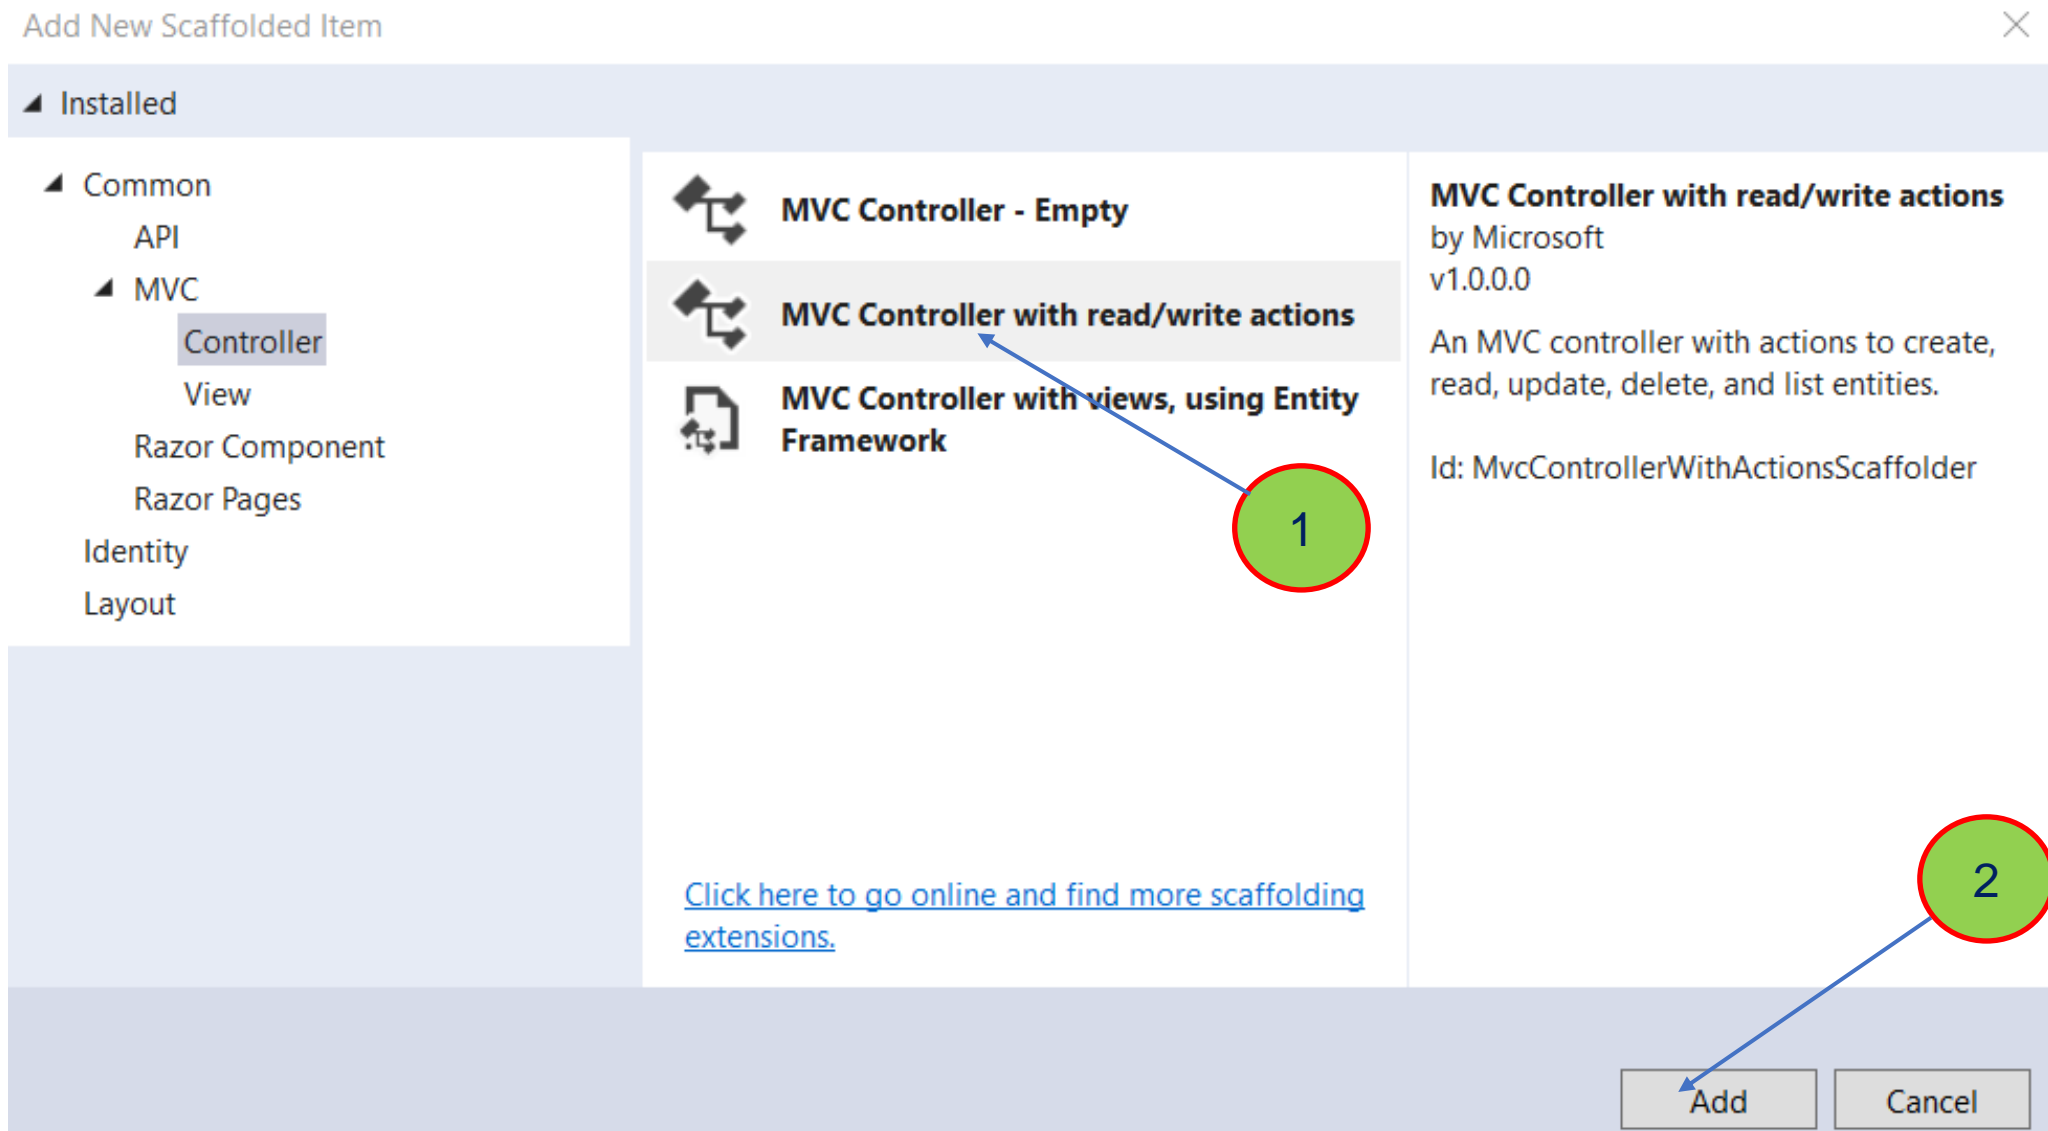 Add New Scaffolded Item
Installed
Common
API
MVC
Controller
View
Razor Component
Razor Pages
Identity
Layout
MVC Controller - Empty
MVC Controller with read/write actions
MVC Controller with views, using Entity
Framework
1
Click here to go online and find more scaffolding
extensions.
MVC Controller with read/write actions
by Microsoft
v1.0.0.0
An MVC controller with actions to create,
read, update, delete, and list entities.
Id: MvcControllerWithActionsScaffolder
2
Add
Cancel